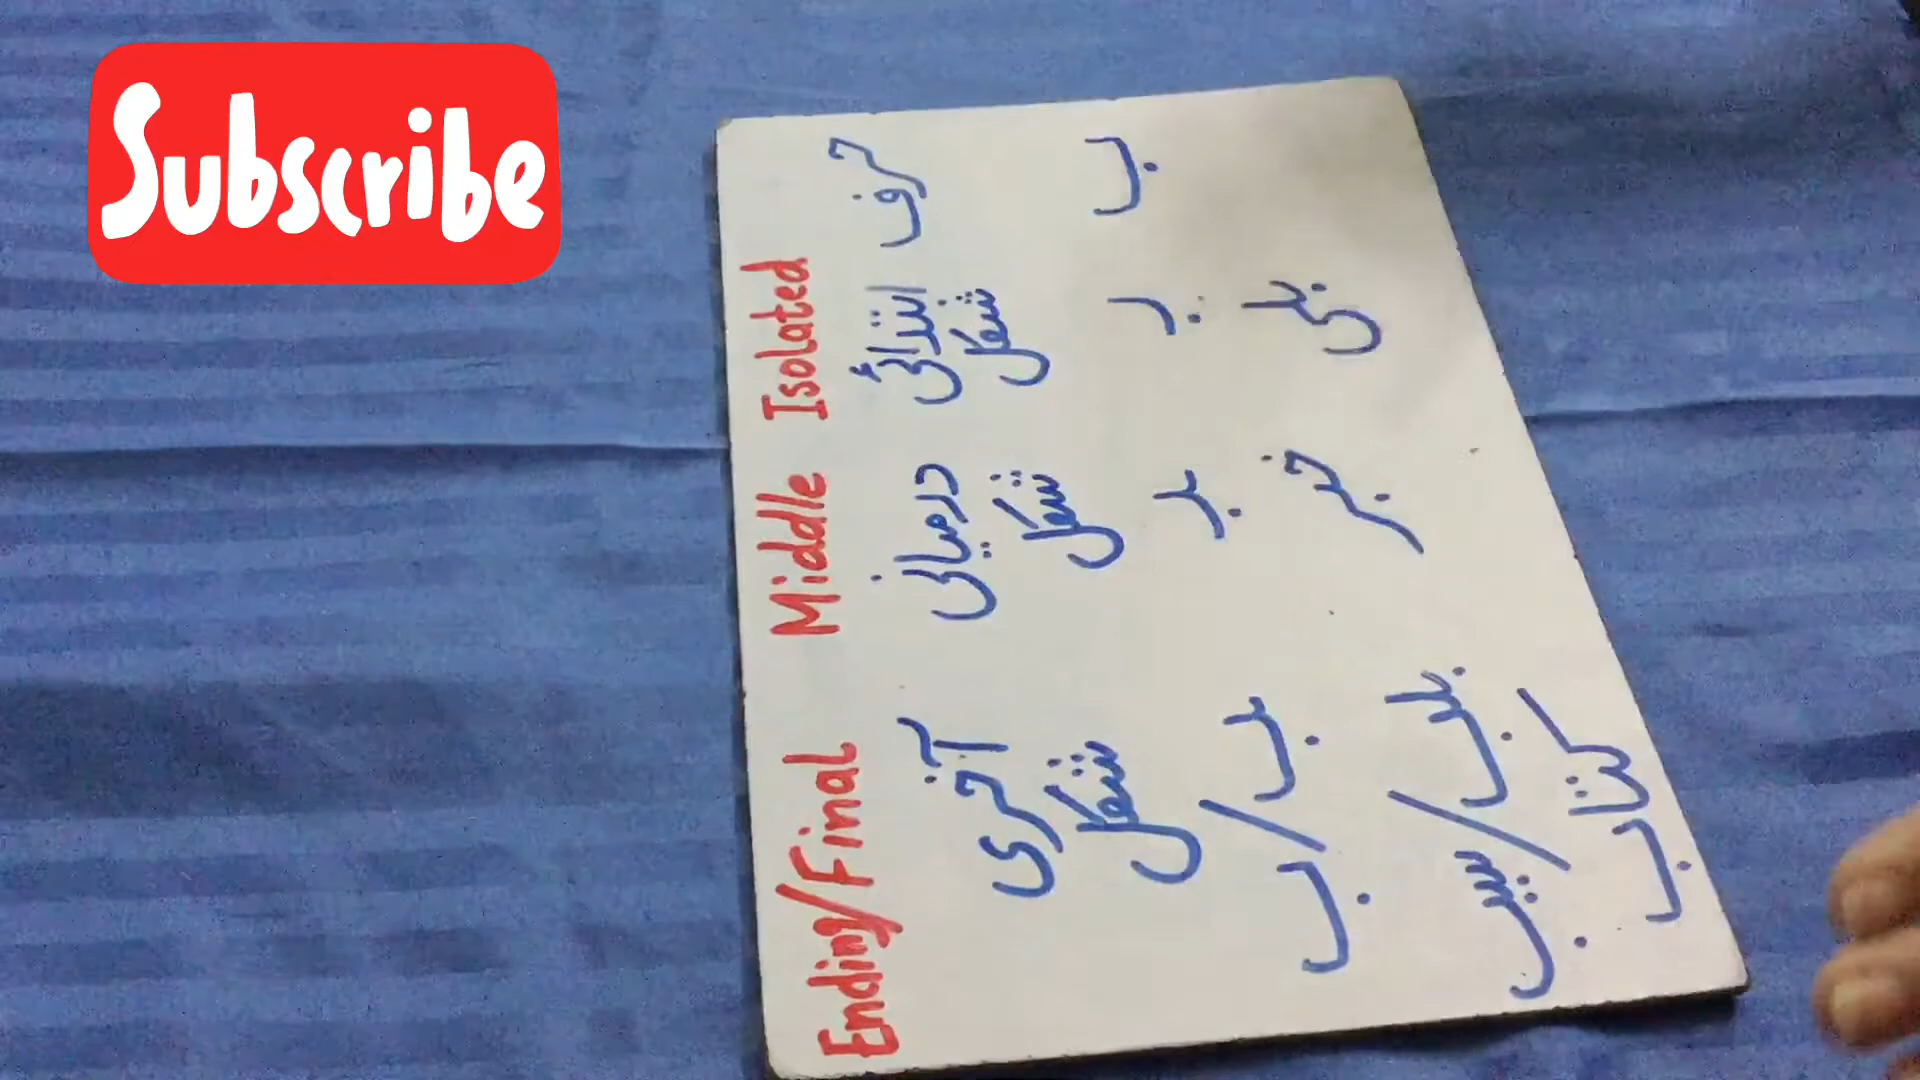 Subscribe
Ending/Final Middle Isolated
حرف ابتدائی درمیانی آخری
شکل شکل شکل
ب بـ ـبـ ـب / ب
بلی خبر بلب / سیب
کتاب